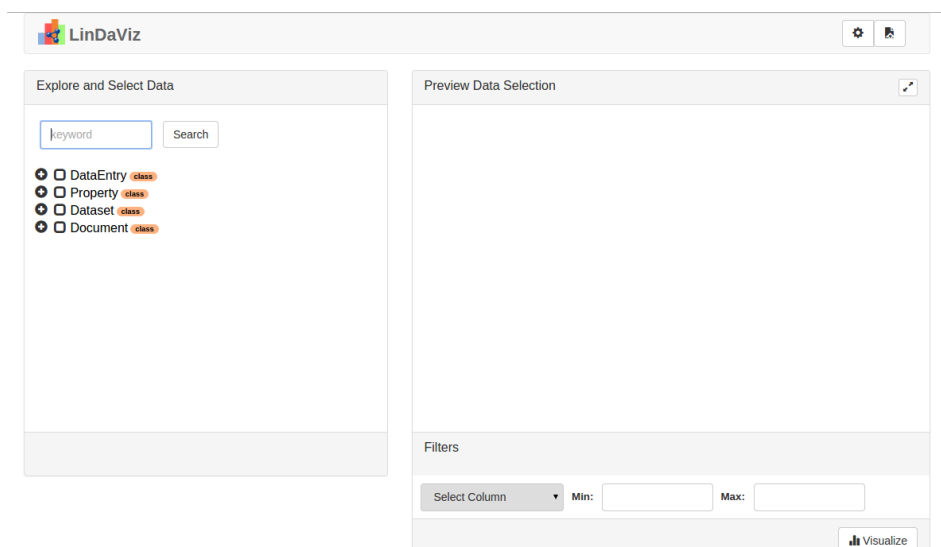 LinDaViz
Explore and Select Data
keyword Search
DataEntry class
Property class
Dataset class
Document class
Preview Data Selection
Filters
Select Column Min: Max:
Visualize